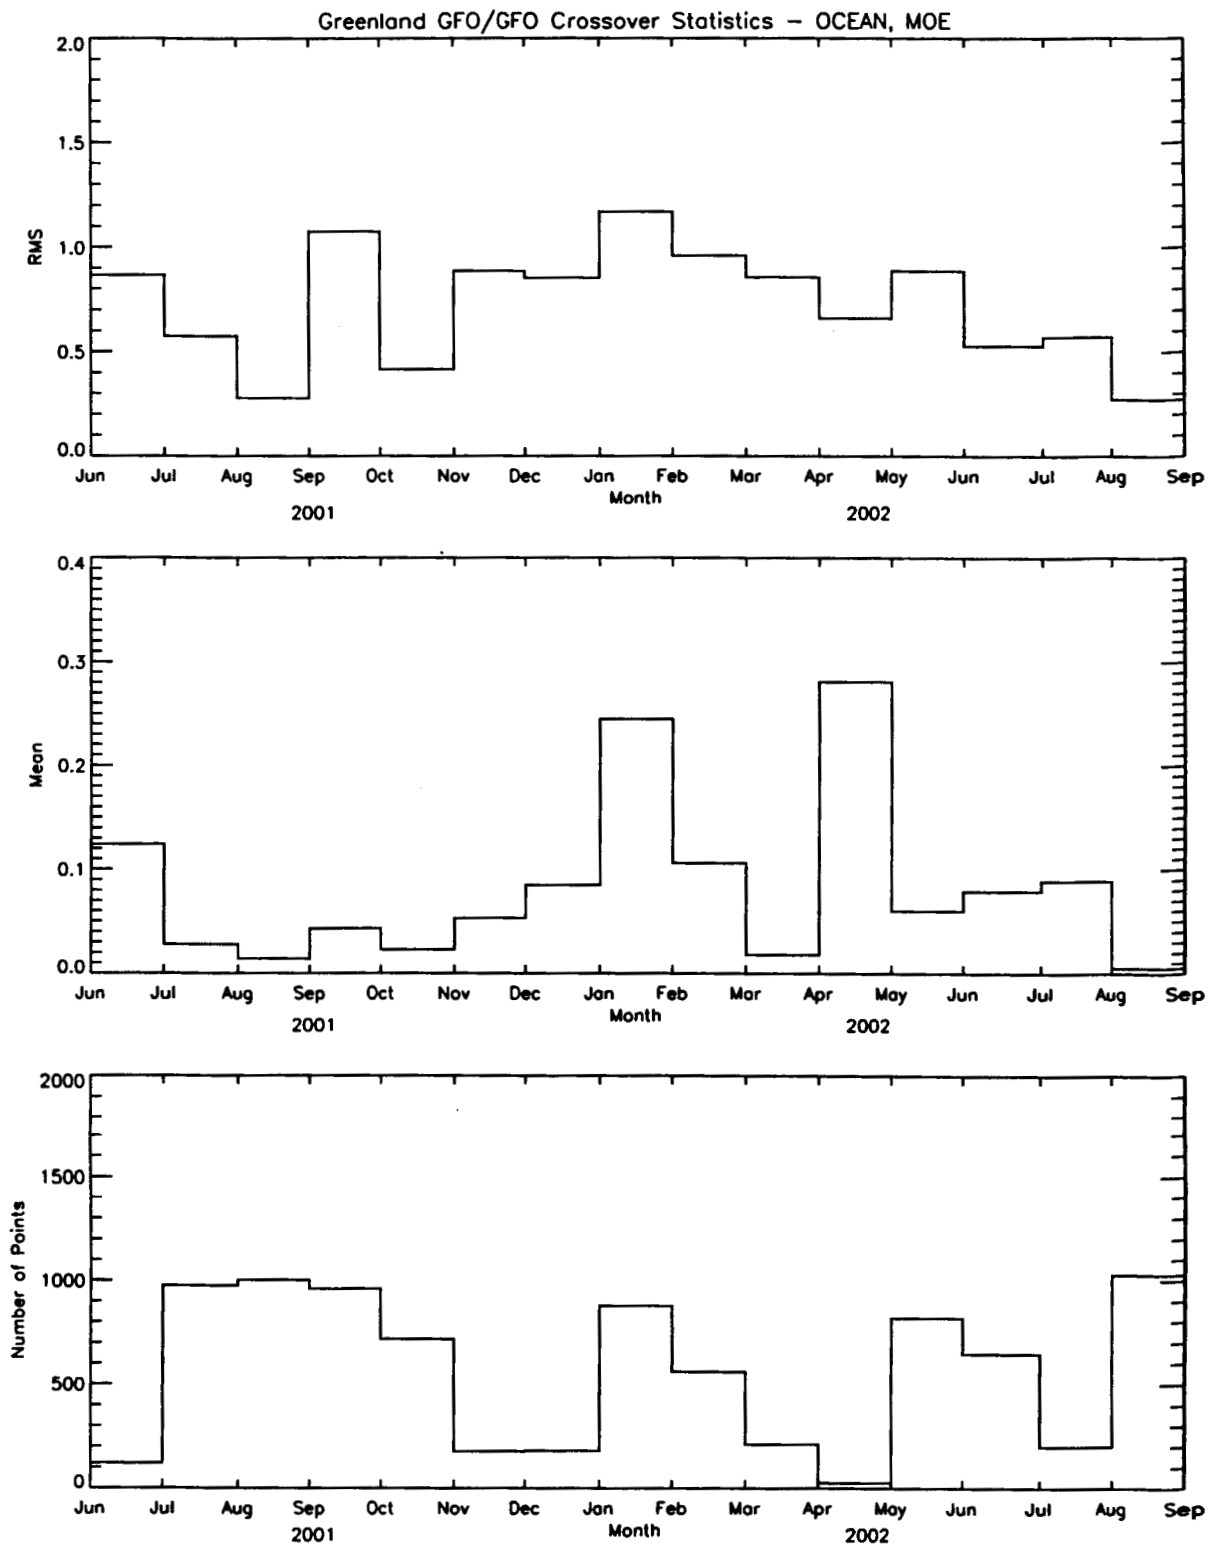 Greenland GFO/GFO Crossover Statistics – OCEAN, MOE
2.0
1.5
1.0
0.5
0.0
RMS
Jun Jul Aug Sep Oct Nov Dec Jan Feb Mar Apr May Jun Jul Aug Sep
Month
2001 2002
0.4
0.3
0.2
0.1
0.0
Mean
Jun Jul Aug Sep Oct Nov Dec Jan Feb Mar Apr May Jun Jul Aug Sep
Month
2001 2002
2000
1500
1000
500
0
Number of Points
Jun Jul Aug Sep Oct Nov Dec Jan Feb Mar Apr May Jun Jul Aug Sep
Month
2001 2002